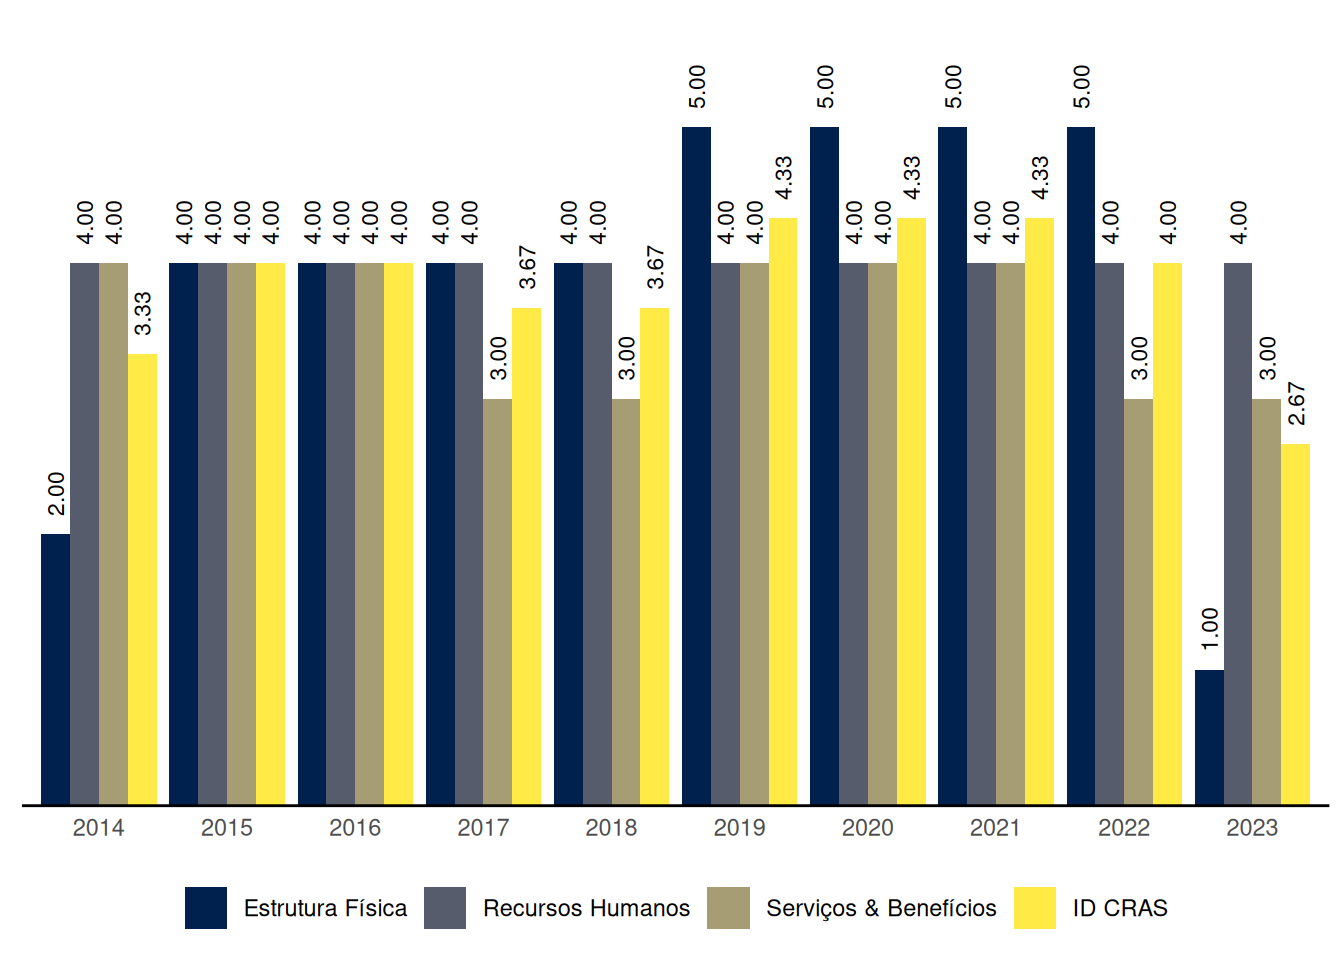 2.00 4.00 4.00 3.33 4.00 4.00 4.00 4.00 4.00 4.00 4.00 4.00 4.00 4.00 3.00 3.67 4.00 4.00 3.00 3.67 5.00 4.00 4.00 4.33 5.00 4.00 4.00 4.33 5.00 4.00 4.00 4.33 5.00 4.00 3.00 4.00 1.00 4.00 3.00 2.67
2014 2015 2016 2017 2018 2019 2020 2021 2022 2023
Estrutura Física Recursos Humanos Serviços & Benefícios ID CRAS